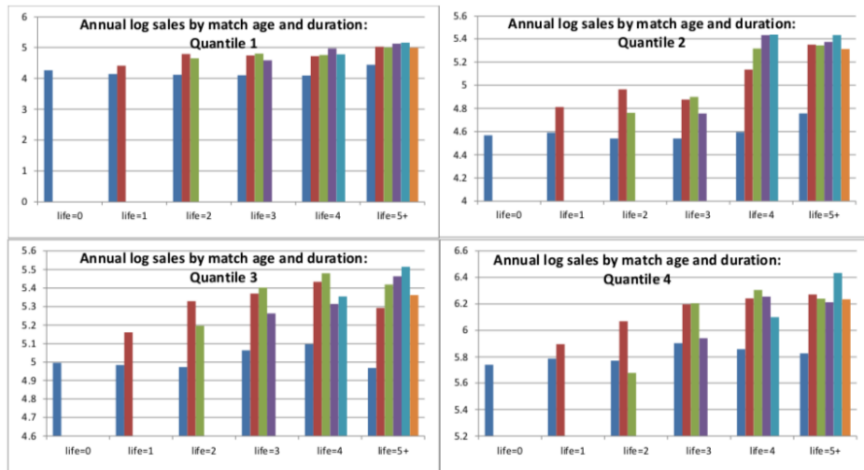 Annual log sales by match age and duration:
Quantile 1
6
5
4
3
2
1
0
life=0 life=1 life=2 life=3 life=4 life=5+
Annual log sales by match age and duration:
Quantile 2
5.6
5.4
5.2
5
4.8
4.6
4.4
4.2
4
life=0 life=1 life=2 life=3 life=4 life=5+
Annual log sales by match age and duration:
Quantile 3
5.6
5.5
5.4
5.3
5.2
5.1
5
4.9
4.8
4.7
4.6
life=0 life=1 life=2 life=3 life=4 life=5+
Annual log sales by match age and duration:
Quantile 4
6.6
6.4
6.2
6
5.8
5.6
5.4
5.2
life=0 life=1 life=2 life=3 life=4 life=5+